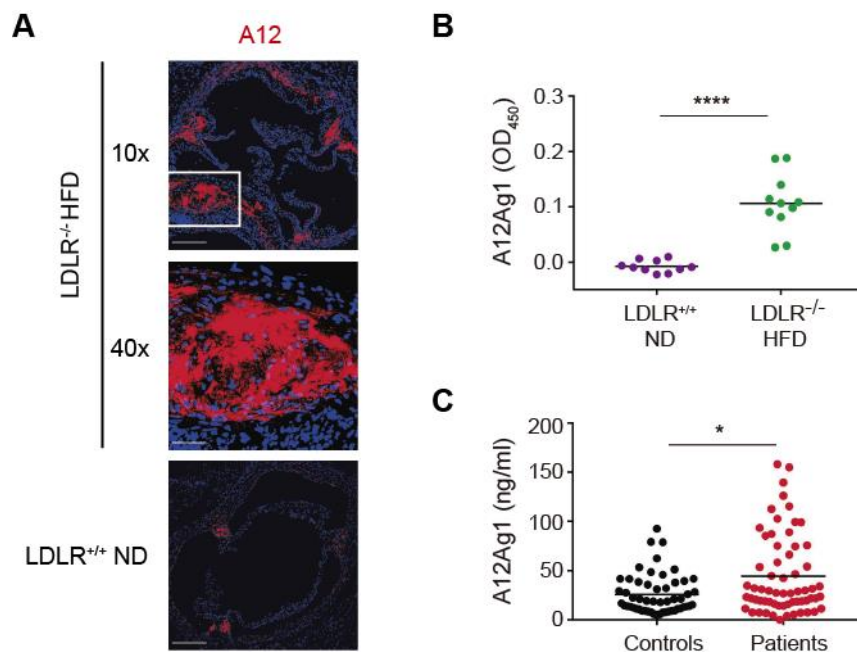 A
A12
LDLR-/- HFD
10x
40x
LDLR+/+ ND
B
A12Ag1 (OD450)
0.3
0.2
0.1
0.0
****
LDLR+/+
ND
LDLR-/-
HFD
C
A12Ag1 (ng/ml)
200
150
100
50
0
*
Controls
Patients